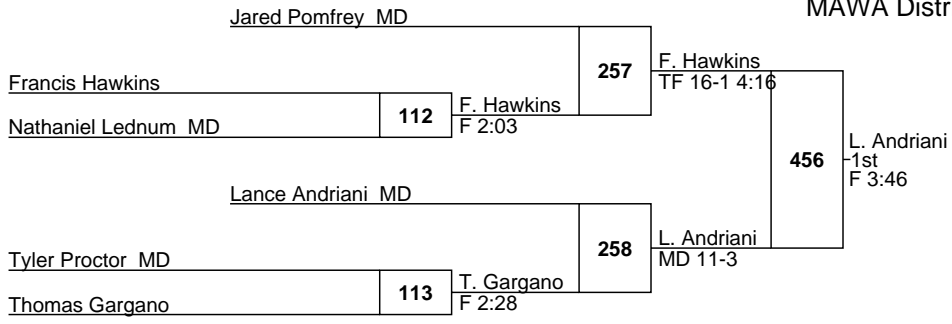 MAWA Distr
Jared Pomfrey MD
257
F. Hawkins
TF 16-1 4:16
Francis Hawkins
112
F. Hawkins
F 2:03
Nathaniel Lednum MD
456
L. Andriani
1st
F 3:46
Lance Andriani MD
258
L. Andriani
MD 11-3
Tyler Proctor MD
113
T. Gargano
F 2:28
Thomas Gargano